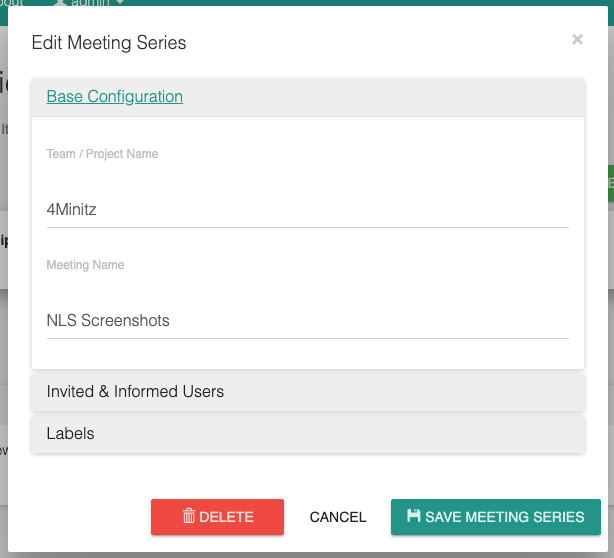 admin
Edit Meeting Series
×
Base Configuration
Team / Project Name
4Minitz
Meeting Name
NLS Screenshots
Invited & Informed Users
Labels
DELETE CANCEL SAVE MEETING SERIES